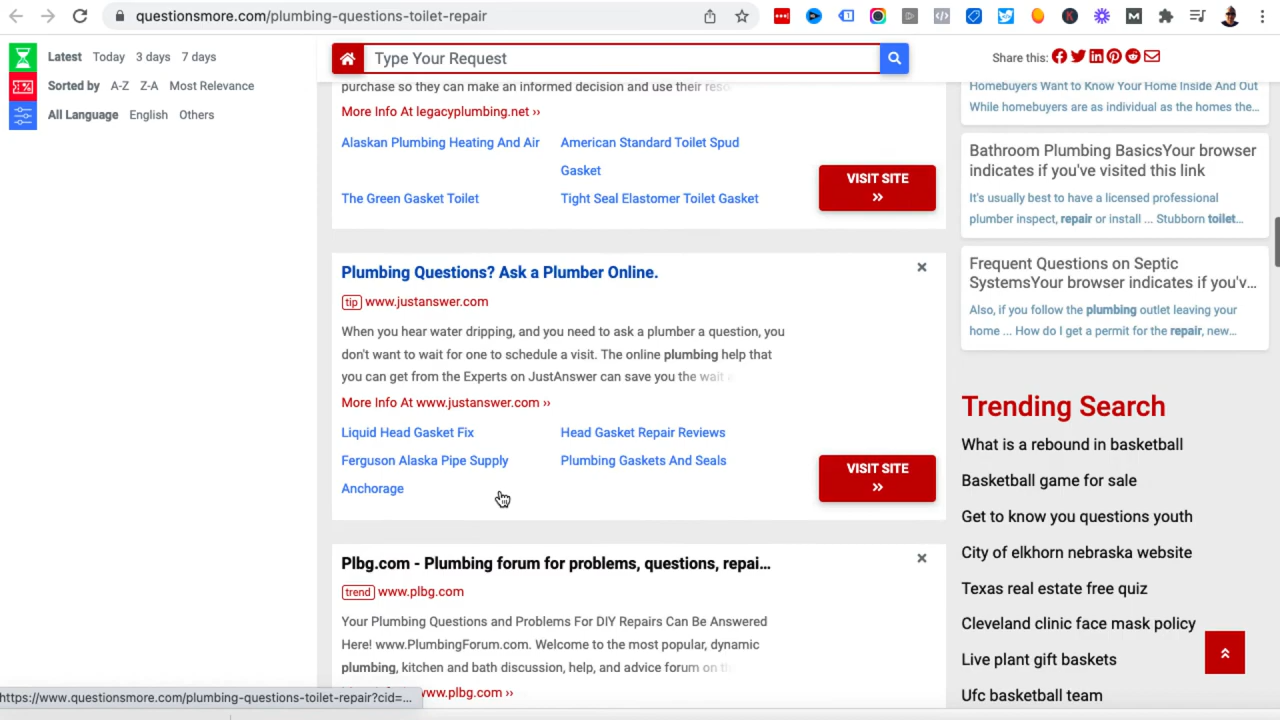 questionsmore.com/plumbing-questions-toilet-repair
Latest Today 3 days 7 days
Sorted by A-Z Z-A Most Relevance
All Language English Others
Type Your Request
Share this:
purchase so they can make an informed decision and use their
More Info At legacyplumbing.net ››
Alaskan Plumbing Heating And Air
American Standard Toilet Spud
Gasket
The Green Gasket Toilet
Tight Seal Elastomer Toilet Gasket
VISIT SITE
»
Plumbing Questions? Ask a Plumber Online.
tip www.justanswer.com
When you hear water dripping, and you need to ask a plumber a question, you
don't want to wait for one to schedule a visit. The online plumbing help that
you can get from the Experts on JustAnswer can save you the wait
More Info At www.justanswer.com ››
Liquid Head Gasket Fix
Head Gasket Repair Reviews
Ferguson Alaska Pipe Supply
Anchorage
Plumbing Gaskets And Seals
VISIT SITE
»
Plbg.com - Plumbing forum for problems, questions, repai...
trend www.plbg.com
Your Plumbing Questions and Problems For DIY Repairs Can Be Answered
Here! www.PlumbingForum.com. Welcome to the most popular, dynamic
plumbing, kitchen and bath discussion, help, and advice forum on
www.plbg.com ››
Homebuyers Want to Know Your Home Inside And Out
While homebuyers are as individual as the homes the...
Bathroom Plumbing BasicsYour browser
indicates if you've visited this link
It's usually best to have a licensed professional
plumber inspect, repair or install ... Stubborn toilet...
Frequent Questions on Septic
SystemsYour browser indicates if you'v...
Also, if you follow the plumbing outlet leaving your
home ... How do I get a permit for the repair, new...
Trending Search
What is a rebound in basketball
Basketball game for sale
Get to know you questions youth
City of elkhorn nebraska website
Texas real estate free quiz
Cleveland clinic face mask policy
Live plant gift baskets
Ufc basketball team
https://www.questionsmore.com/plumbing-questions-toilet-repair?cid=...